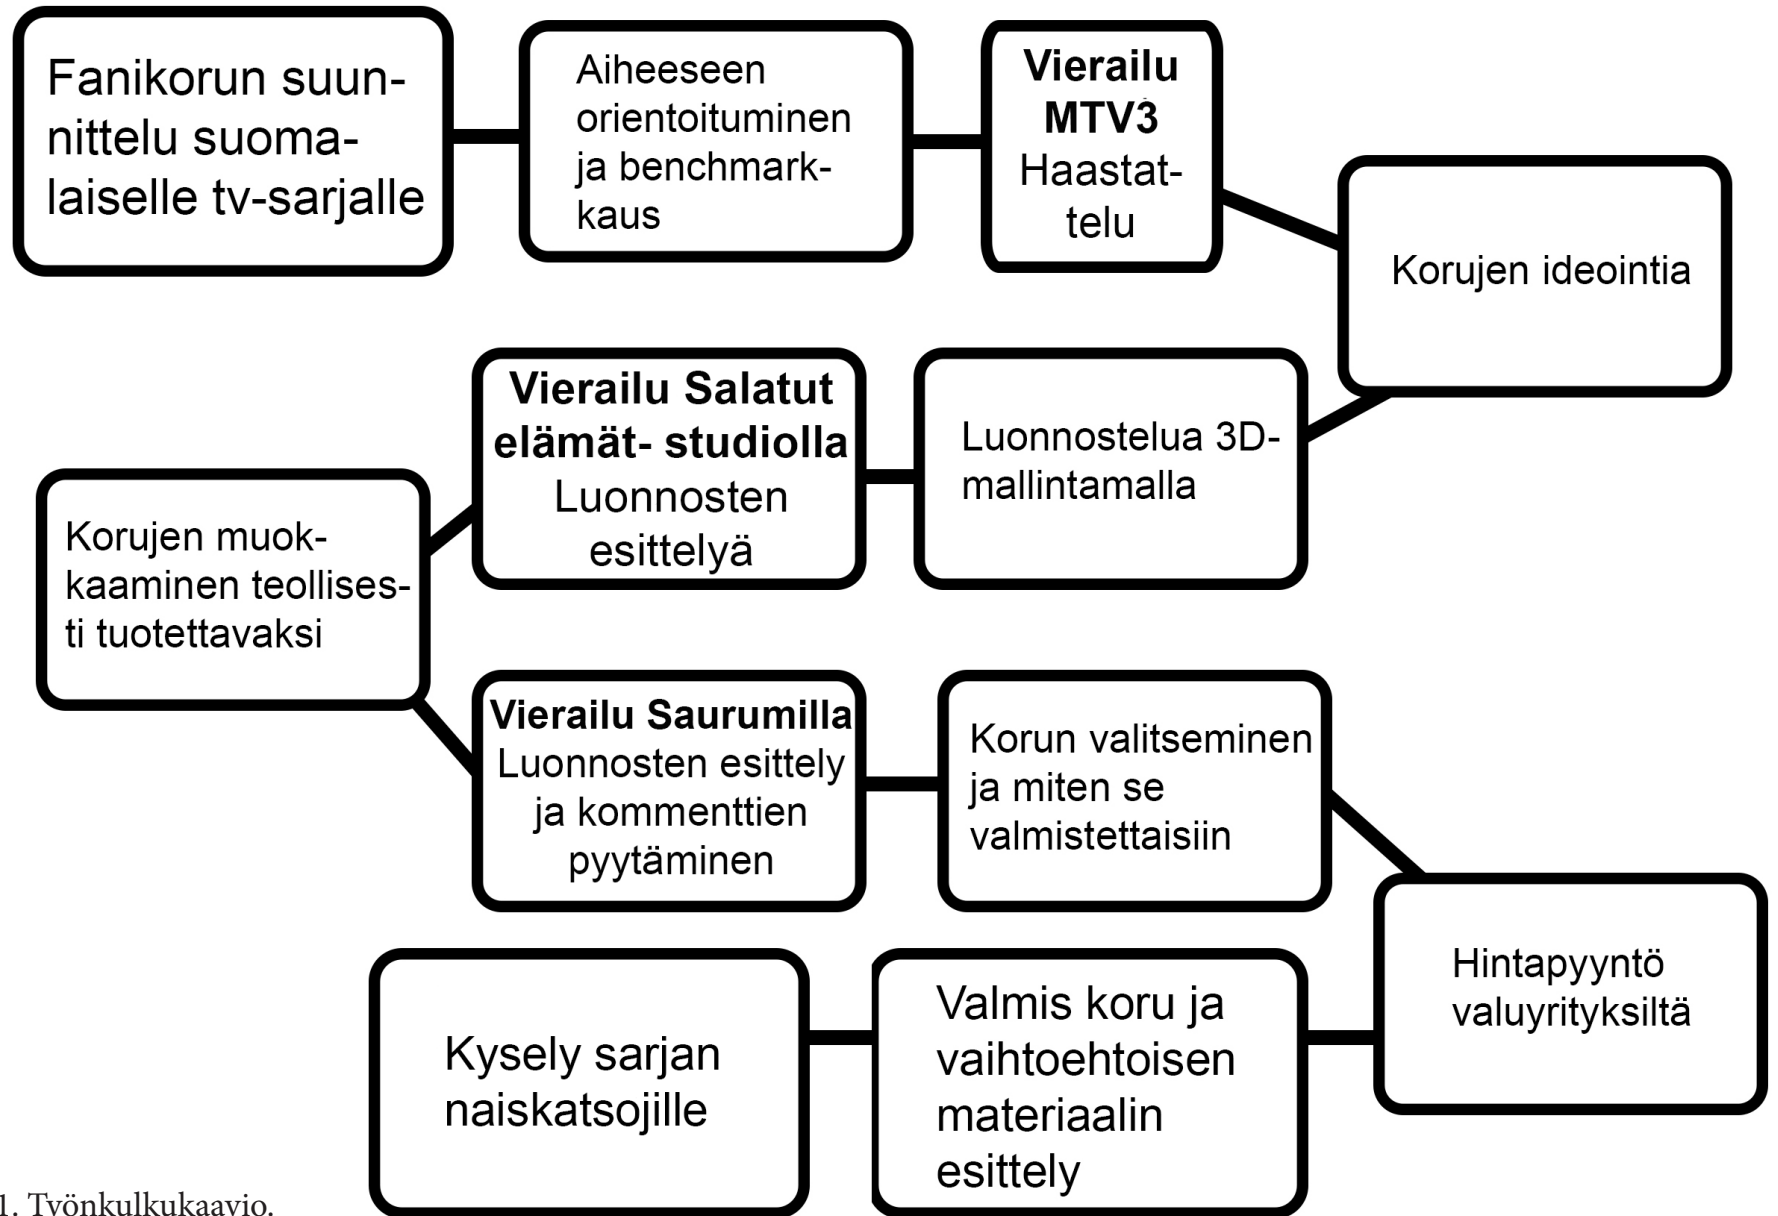 Fanikorun suun-
nittelu suoma-
laiselle tv-sarjalle
Aiheeseen
orientoituminen
ja benchmark-
kaus
Vierailu
MTV3
Haastat-
telu
Korujen ideointia
Luonnostelua 3D-
mallintamalla
Vierailu Salatut
elämät- studiolla
Luonnosten
esittelyä
Korujen muok-
kaaminen teollises-
ti tuotettavaksi
Vierailu Saurumilla
Luonnosten esittely
ja kommenttien
pyytäminen
Korun valitseminen
ja miten se
valmistettaisiin
Hintapyyntö
valuyrityksiltä
Valmis koru ja
vaihtoehtoisen
materiaalin
esittely
Kysely sarjan
naiskatsojille
1. Työnkulkukaavio.